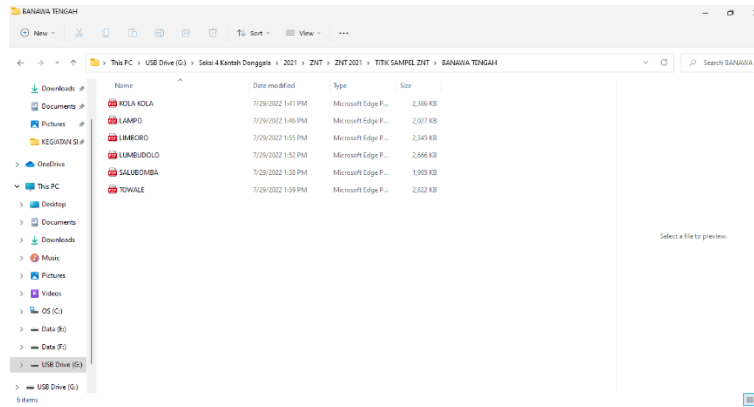 BANAWA TENGAH
New
Sort
View
This PC > USB Drive (G:) > Seksi 4 Kantah Donggala > 2021 > ZNT > ZNT 2021 > TITIK SAMPEL ZNT > BANAWA TENGAH
Search BANAWA
Name Date modified Type Size
KOLA KOLA 7/29/2022 1:41 PM Microsoft Edge P... 2,366 KB
LAMPO 7/29/2022 1:46 PM Microsoft Edge P... 2,027 KB
LIMBORO 7/29/2022 1:55 PM Microsoft Edge P... 2,345 KB
LUMBUDOLO 7/29/2022 1:52 PM Microsoft Edge P... 2,666 KB
SALUBOMBA 7/29/2022 1:38 PM Microsoft Edge P... 1,985 KB
TOWALE 7/29/2022 1:59 PM Microsoft Edge P... 2,822 KB
Downloads
Documents
Pictures
KEGIATAN SI
OneDrive
This PC
Desktop
Documents
Downloads
Music
Pictures
Videos
OS (C:)
Data (E:)
Data (F:)
USB Drive (G:)
USB Drive (G:)
Select a file to preview.
6 items